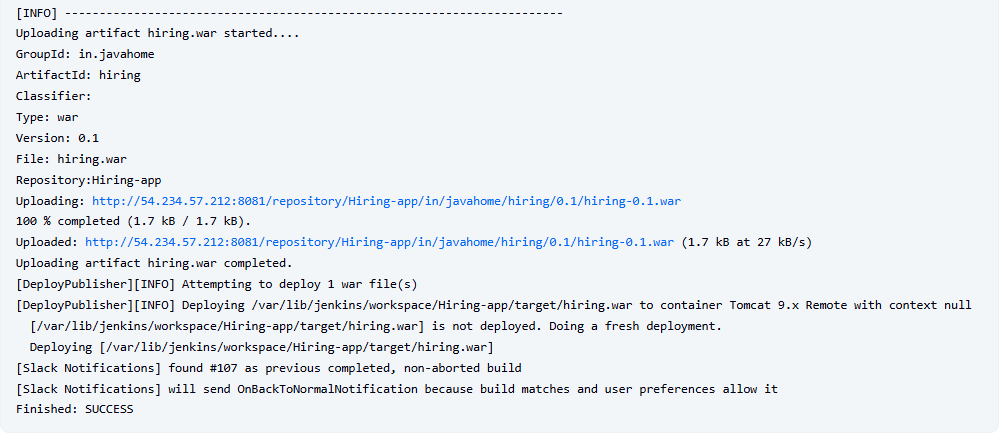 [INFO] ------------------------------------------------------------------------
Uploading artifact hiring.war started....
GroupId: in.javahome
ArtifactId: hiring
Classifier:
Type: war
Version: 0.1
File: hiring.war
Repository:Hiring-app
Uploading: http://54.234.57.212:8081/repository/Hiring-app/in/javahome/hiring/0.1/hiring-0.1.war
100 % completed (1.7 kB / 1.7 kB).
Uploaded: http://54.234.57.212:8081/repository/Hiring-app/in/javahome/hiring/0.1/hiring-0.1.war (1.7 kB at 27 kB/s)
Uploading artifact hiring.war completed.
[DeployPublisher][INFO] Attempting to deploy 1 war file(s)
[DeployPublisher][INFO] Deploying /var/lib/jenkins/workspace/Hiring-app/target/hiring.war to container Tomcat 9.x Remote with context null
  [/var/lib/jenkins/workspace/Hiring-app/target/hiring.war] is not deployed. Doing a fresh deployment.
  Deploying [/var/lib/jenkins/workspace/Hiring-app/target/hiring.war]
[Slack Notifications] found #107 as previous completed, non-aborted build
[Slack Notifications] will send OnBackToNormalNotification because build matches and user preferences allow it
Finished: SUCCESS